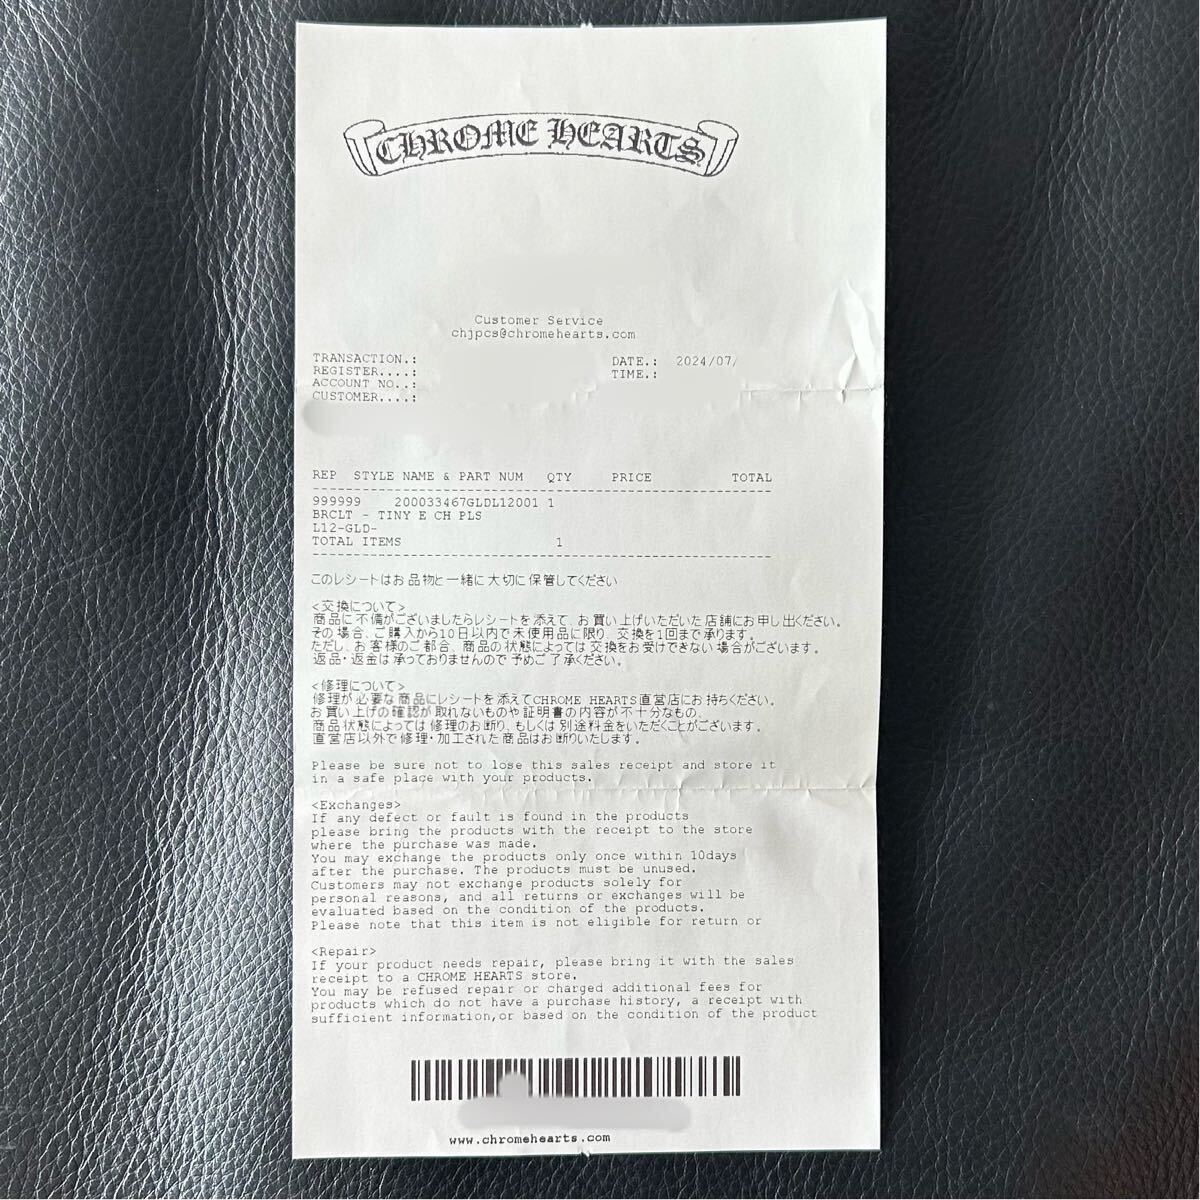 CHROME HEARTS
Customer Service
chjpcs@chromehearts.com
TRANSACTION.: DATE.: 2024/07/
REGISTER....: TIME.:
ACCOUNT NO..:
CUSTOMER....:
REP STYLE NAME & PART NUM QTY PRICE TOTAL
999999 200033467GLDL12001 1
BRCLT - TINY E CH PLS
L12-GLD-
TOTAL ITEMS 1
このレシートはお品物と一緒に大切に保管してください
<交換について>
商品に不備がございましたらレシートを添えて、お買い上げいただいた店舗にお申し出ください。
その場合、ご購入から10日以内で未使用品に限り、交換を1回まで承ります。
ただし、お客様のご都合、商品の状態によっては交換をお受けできない場合がございます。
返品・返金は承っておりませんので予めご了承ください。
<修理について>
修理が必要な商品にレシートを添えてCHROME HEARTS直営店にお持ちください。
お買い上げの確認が取れないものや証明書の内容が不十分なもの、
商品状態によっては修理のお断り、もしくは別途料金をいただくことがございます。
直営店以外で修理・加工された商品はお断りいたします。
Please be sure not to lose this sales receipt and store it
in a safe place with your products.
<Exchanges>
If any defect or fault is found in the products
please bring the products with the receipt to the store
where the purchase was made.
You may exchange the products only once within 10days
after the purchase. The products must be unused.
Customers may not exchange products solely for
personal reasons, and all returns or exchanges will be
evaluated based on the condition of the products.
Please note that this item is not eligible for return or
<Repair>
If your product needs repair, please bring it with the sales
receipt to a CHROME HEARTS store.
You may be refused repair or charged additional fees for
products which do not have a purchase history, a receipt with
sufficient information,or based on the condition of the product
www.chromehearts.com